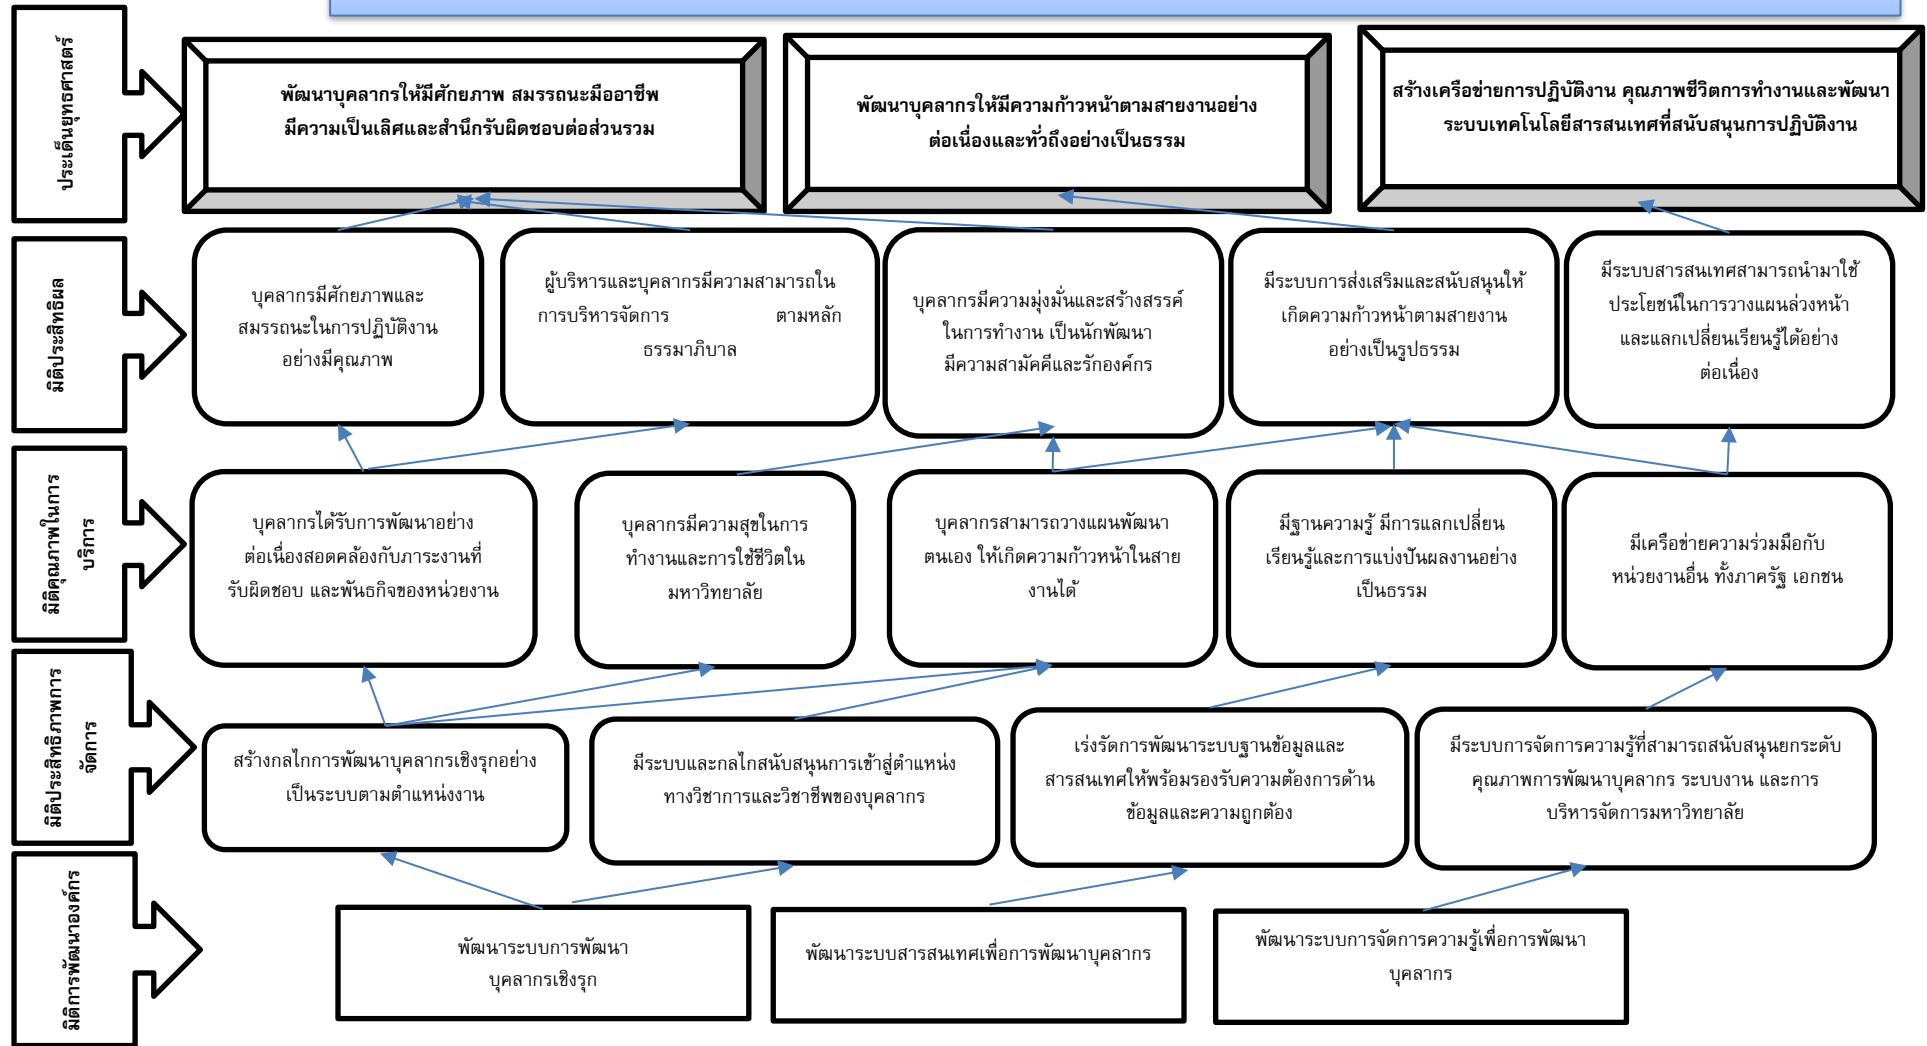 ประเด็นยุทธศาสตร์
พัฒนาบุคลากรให้มีศักยภาพ สมรรถนะมืออาชีพ
มีความเป็นเลิศและสำนึกรับผิดชอบต่อส่วนรวม
พัฒนาบุคลากรให้มีความก้าวหน้าตามสายงานอย่าง
ต่อเนื่องและทั่วถึงอย่างเป็นธรรม
สร้างเครือข่ายการปฏิบัติงาน คุณภาพชีวิตการทำงานและพัฒนา
ระบบเทคโนโลยีสารสนเทศที่สนับสนุนการปฏิบัติงาน
มิติประสิทธิผล
บุคลากรมีศักยภาพและ
สมรรถนะในการปฏิบัติงาน
อย่างมีคุณภาพ
ผู้บริหารและบุคลากรมีความสามารถใน
การบริหารจัดการ ตามหลัก
ธรรมาภิบาล
บุคลากรมีความมุ่งมั่นและสร้างสรรค์
ในการทำงาน เป็นนักพัฒนา
มีความสามัคคีและรักองค์กร
มีระบบการส่งเสริมและสนับสนุนให้
เกิดความก้าวหน้าตามสายงาน
อย่างเป็นรูปธรรม
มีระบบสารสนเทศสามารถนำมาใช้
ประโยชน์ในการวางแผนล่วงหน้า
และแลกเปลี่ยนเรียนรู้ได้อย่าง
ต่อเนื่อง
มิติคุณภาพในการ
บริการ
บุคลากรได้รับการพัฒนาอย่าง
ต่อเนื่องสอดคล้องกับภาระงานที่
รับผิดชอบ และพันธกิจของหน่วยงาน
บุคลากรมีความสุขในการ
ทำงานและการใช้ชีวิตใน
มหาวิทยาลัย
บุคลากรสามารถวางแผนพัฒนา
ตนเอง ให้เกิดความก้าวหน้าในสาย
งานได้
มีฐานความรู้ มีการแลกเปลี่ยน
เรียนรู้และการแบ่งปันผลงานอย่าง
เป็นธรรม
มีเครือข่ายความร่วมมือกับ
หน่วยงานอื่น ทั้งภาครัฐ เอกชน
มิติประสิทธิภาพการ
จัดการ
สร้างกลไกการพัฒนาบุคลากรเชิงรุกอย่าง
เป็นระบบตามตำแหน่งงาน
มีระบบและกลไกสนับสนุนการเข้าสู่ตำแหน่ง
ทางวิชาการและวิชาชีพของบุคลากร
เร่งรัดการพัฒนาระบบฐานข้อมูลและ
สารสนเทศให้พร้อมรองรับความต้องการด้าน
ข้อมูลและความถูกต้อง
มีระบบการจัดการความรู้ที่สามารถสนับสนุนยกระดับ
คุณภาพการพัฒนาบุคลากร ระบบงาน และการ
บริหารจัดการมหาวิทยาลัย
มิติการพัฒนาองค์กร
พัฒนาระบบการพัฒนา
บุคลากรเชิงรุก
พัฒนาระบบสารสนเทศเพื่อการพัฒนาบุคลากร
พัฒนาระบบการจัดการความรู้เพื่อการพัฒนา
บุคลากร